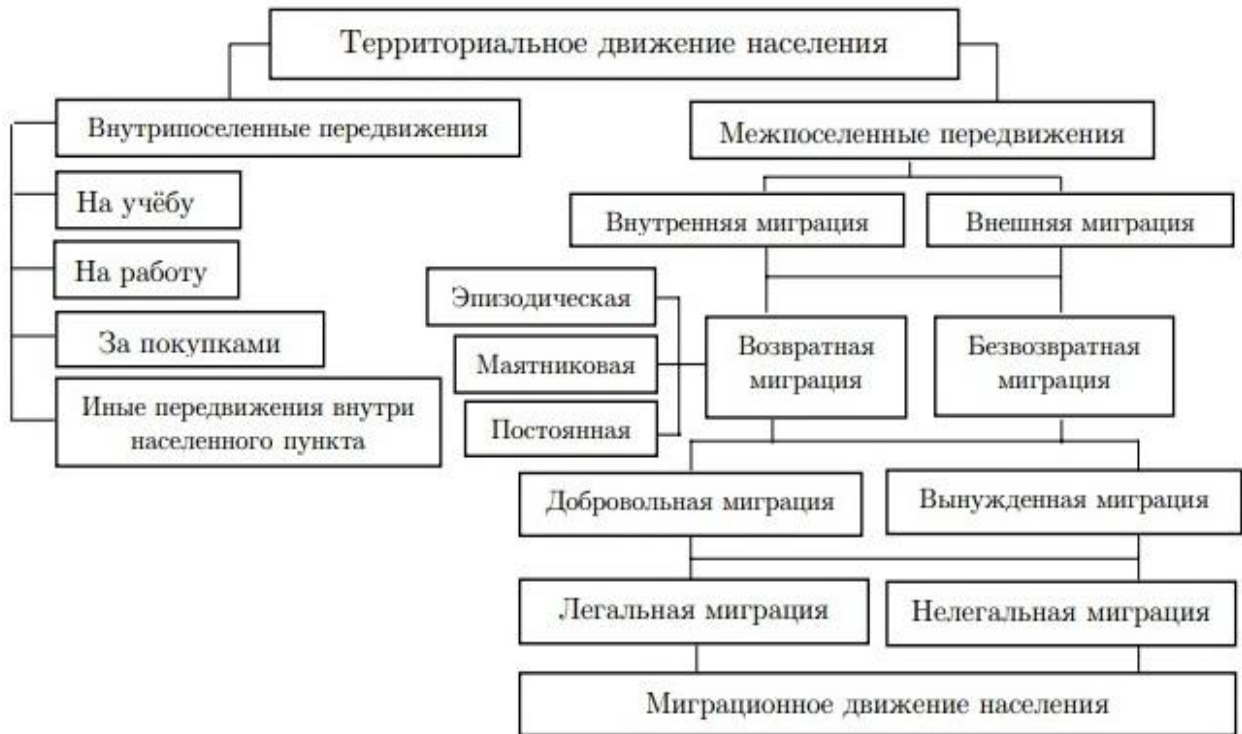 Территориальное движение населения
Внутрипоселенные передвижения
Межпоселенные передвижения
На учёбу
Внутренняя миграция
Внешняя миграция
На работу
Эпизодическая
За покупками
Маятниковая
Возвратная
миграция
Безвозвратная
миграция
Иные передвижения внутри
населенного пункта
Постоянная
Добровольная миграция
Вынужденная миграция
Легальная миграция
Нелегальная миграция
Миграционное движение населения